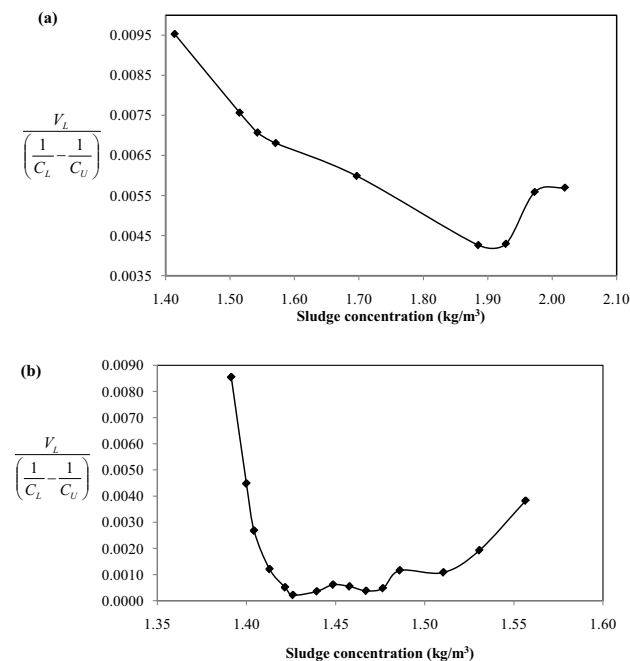 (a)
0.0095
0.0085
0.0075
0.0065
0.0055
0.0045
0.0035
V_L
(1/C_L − 1/C_U)
1.40 1.50 1.60 1.70 1.80 1.90 2.00 2.10
Sludge concentration (kg/m³)
(b)
0.0090
0.0080
0.0070
0.0060
0.0050
0.0040
0.0030
0.0020
0.0010
0.0000
V_L
(1/C_L − 1/C_U)
1.35 1.40 1.45 1.50 1.55 1.60
Sludge concentration (kg/m³)